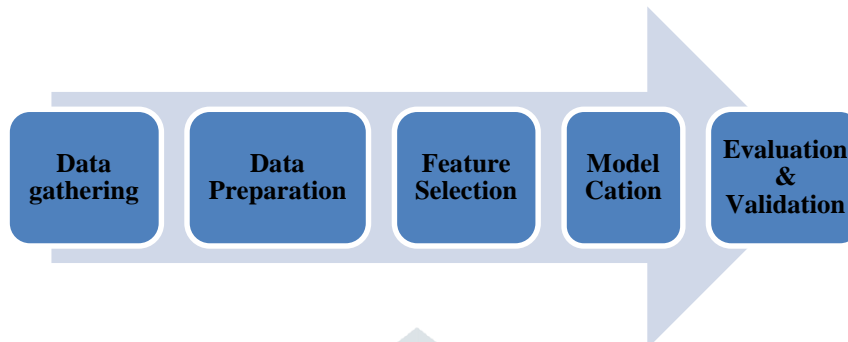 Data
gathering
Data
Preparation
Feature
Selection
Model
Cation
Evaluation
&
Validation